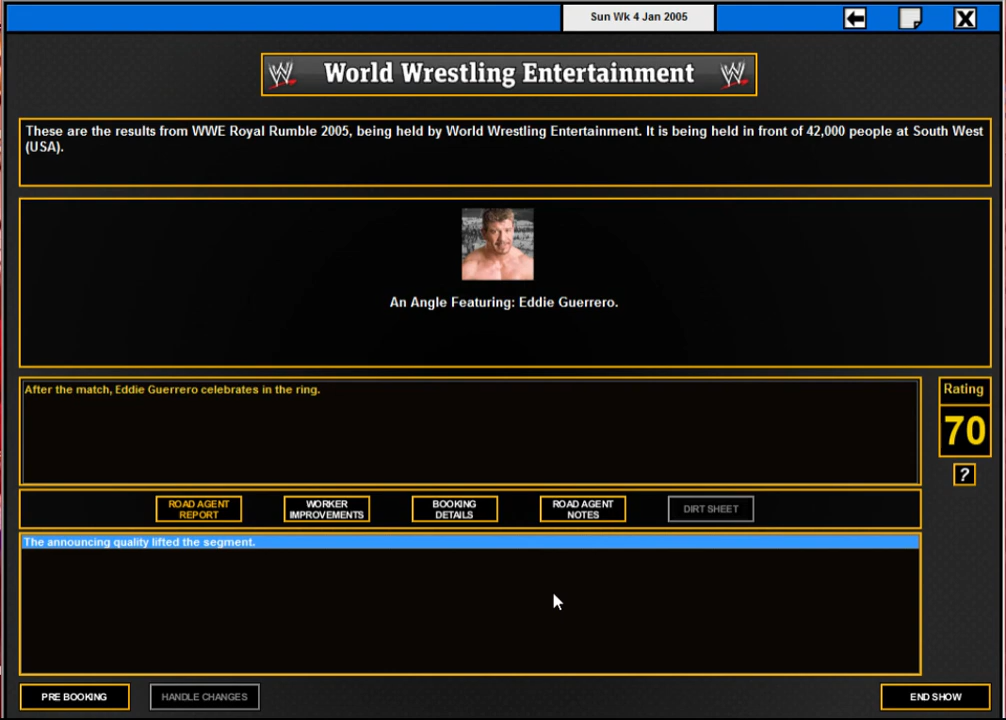 Sun Wk 4 Jan 2005
World Wrestling Entertainment
These are the results from WWE Royal Rumble 2005, being held by World Wrestling Entertainment. It is being held in front of 42,000 people at South West
(USA).
An Angle Featuring: Eddie Guerrero.
After the match, Eddie Guerrero celebrates in the ring.
Rating
70
?
ROAD AGENT
REPORT
WORKER
IMPROVEMENTS
BOOKING
DETAILS
ROAD AGENT
NOTES
DIRT SHEET
The announcing quality lifted the segment.
PRE BOOKING
HANDLE CHANGES
END SHOW